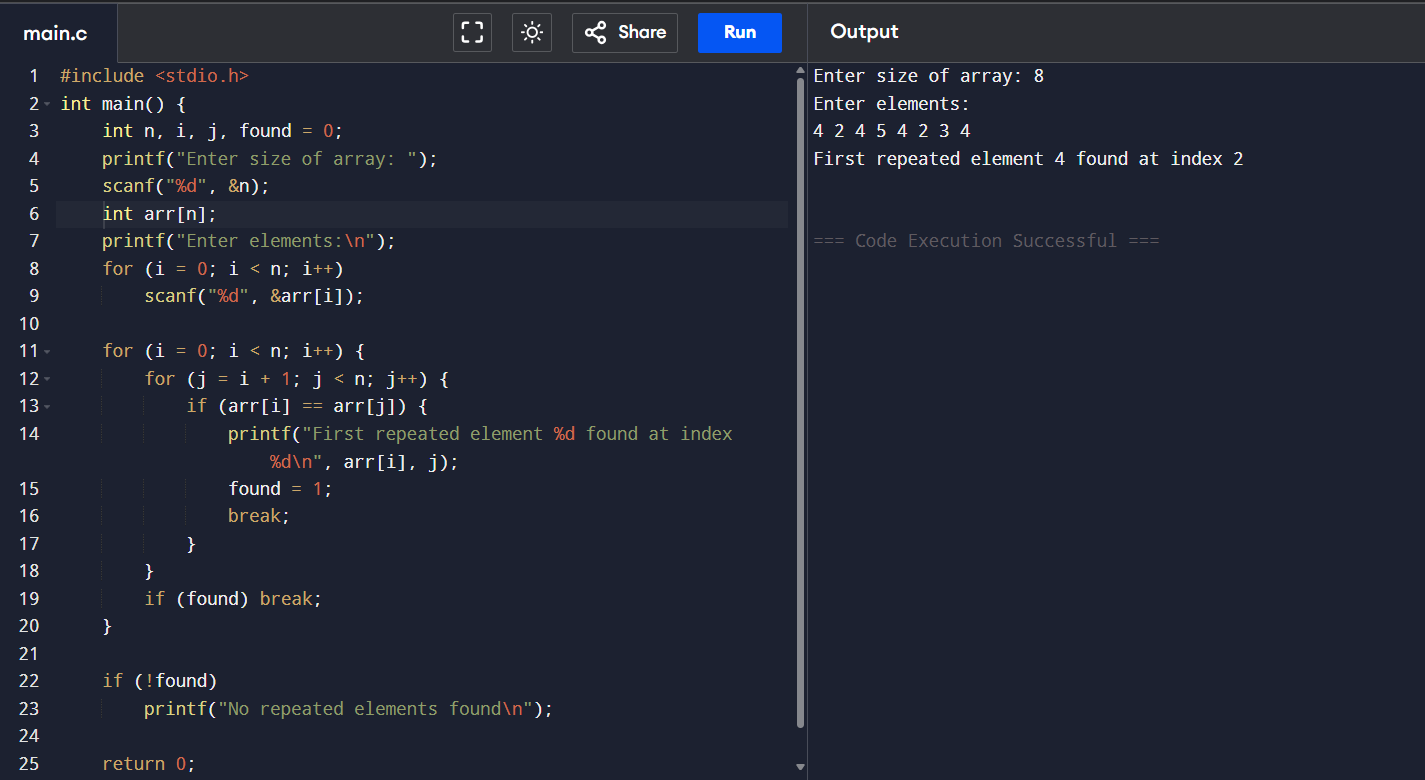 main.c
Share
Run
Output
1 #include <stdio.h>
2 int main() {
3     int n, i, j, found = 0;
4     printf("Enter size of array: ");
5     scanf("%d", &n);
6     int arr[n];
7     printf("Enter elements:\n");
8     for (i = 0; i < n; i++)
9         scanf("%d", &arr[i]);
10
11     for (i = 0; i < n; i++) {
12         for (j = i + 1; j < n; j++) {
13             if (arr[i] == arr[j]) {
14                 printf("First repeated element %d found at index
                    %d\n", arr[i], j);
15                 found = 1;
16                 break;
17             }
18         }
19         if (found) break;
20     }
21
22     if (!found)
23         printf("No repeated elements found\n");
24
25     return 0;
Enter size of array: 8
Enter elements:
4 2 4 5 4 2 3 4
First repeated element 4 found at index 2
=== Code Execution Successful ===